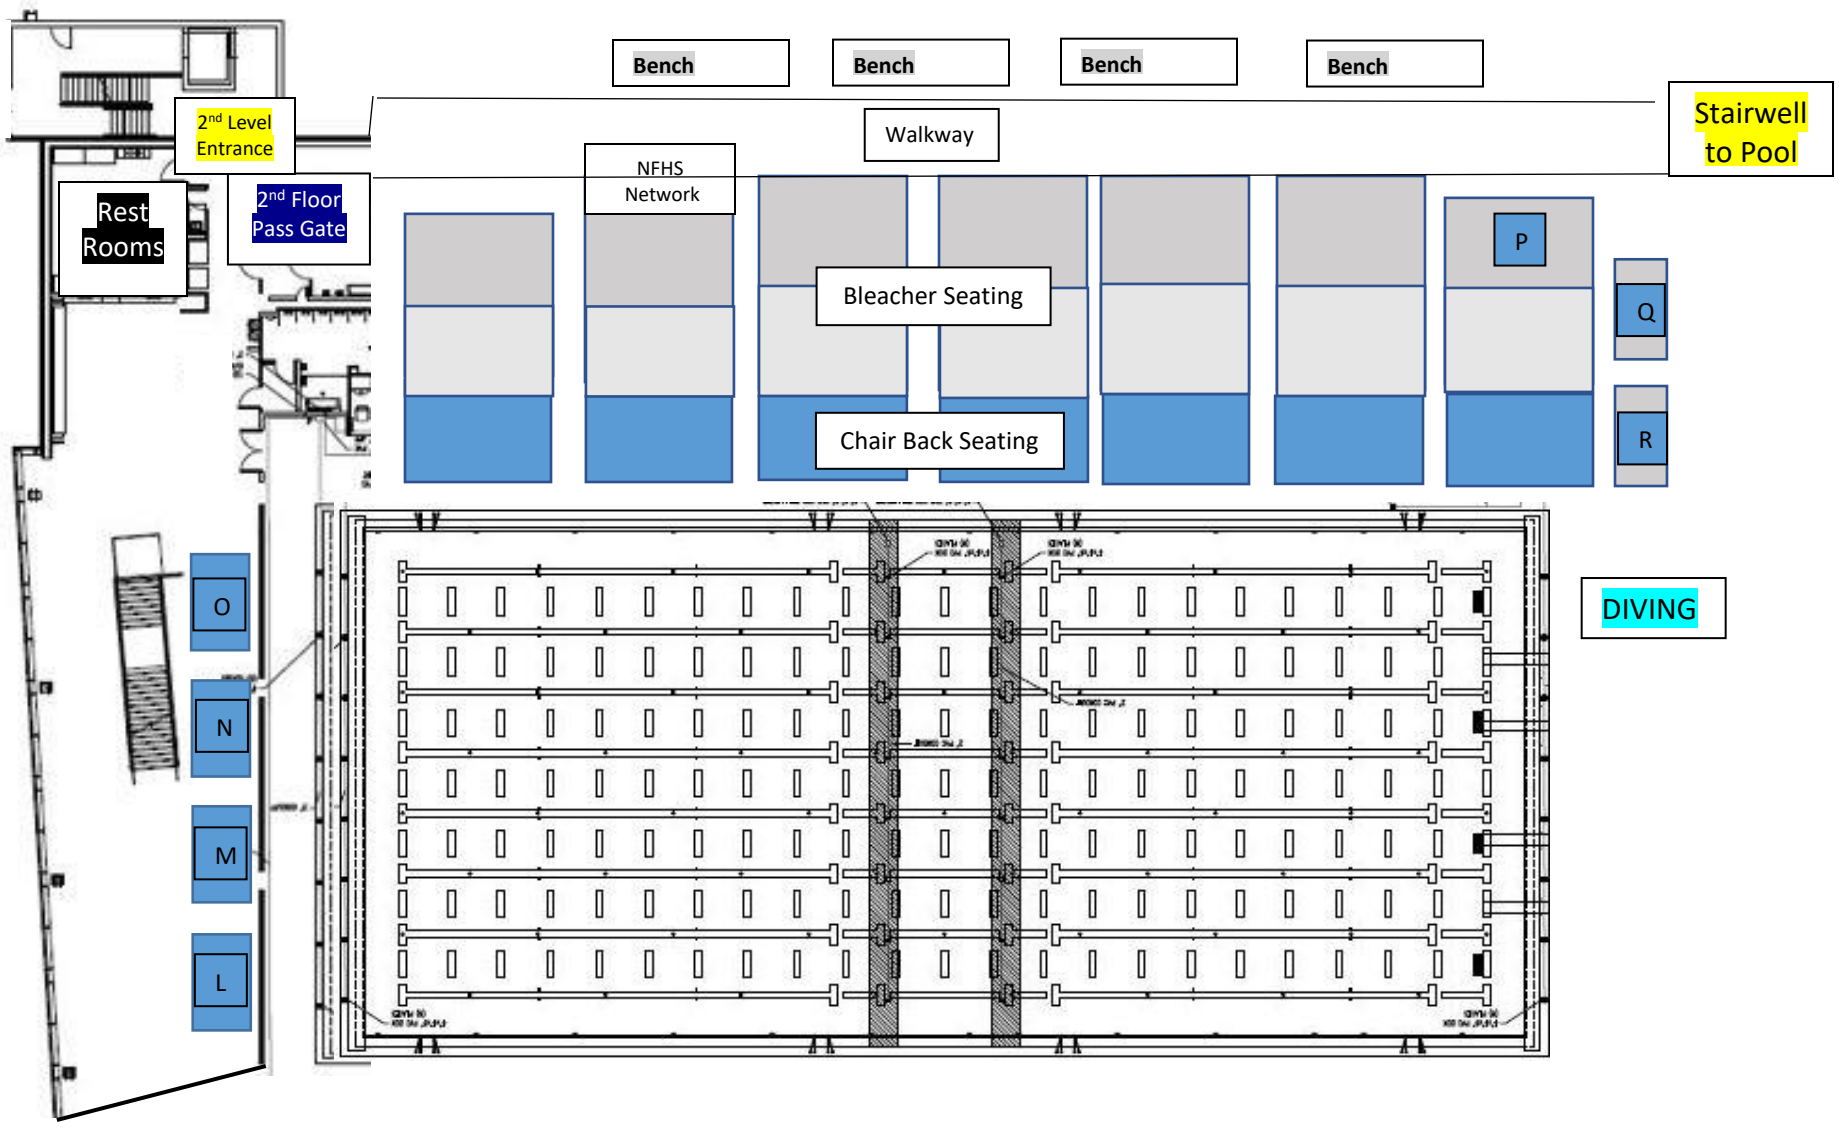 Bench
Bench
Bench
Bench
Stairwell
to Pool
2nd Level
Entrance
Walkway
NFHS
Network
Rest
Rooms
2nd Floor
Pass Gate
P
Bleacher Seating
Q
Chair Back Seating
R
O
DIVING
N
M
L